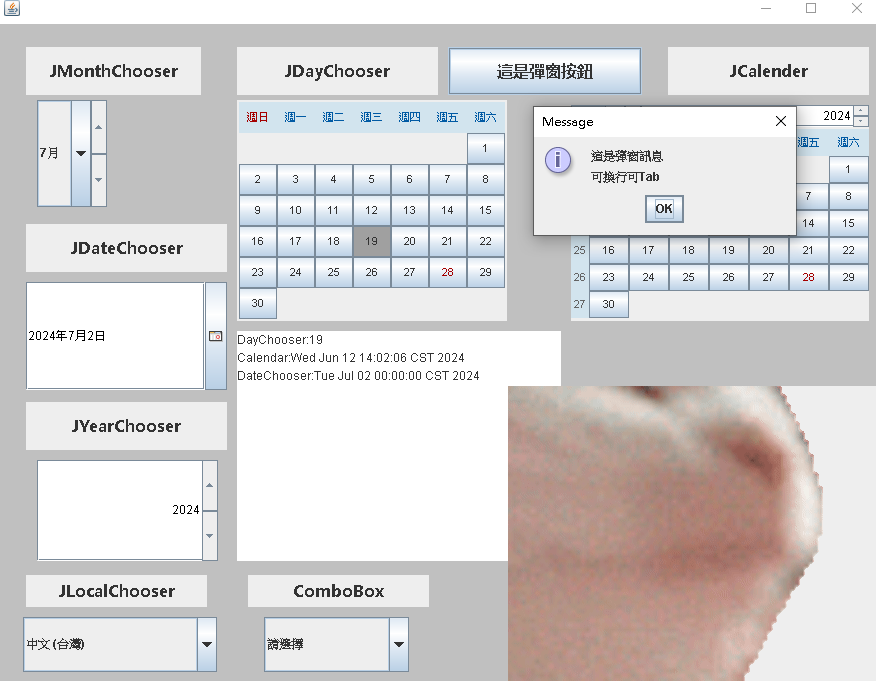 JMonthChooser
JDayChooser
這是彈窗按鈕
JCalender
7月
週日 週一 週二 週三 週四 週五 週六
1
2 3 4 5 6 7 8
9 10 11 12 13 14 15
16 17 18 19 20 21 22
23 24 25 26 27 28 29
30
Message
這是彈窗訊息
可換行可Tab
OK
2024
週五 週六
1
7 8
14 15
25 16 17 18 19 20 21 22
26 23 24 25 26 27 28 29
27 30
JDateChooser
2024年7月2日
DayChooser:19
Calendar:Wed Jun 12 14:02:06 CST 2024
DateChooser:Tue Jul 02 00:00:00 CST 2024
JYearChooser
2024
JLocalChooser
ComboBox
中文 (台灣)
請選擇